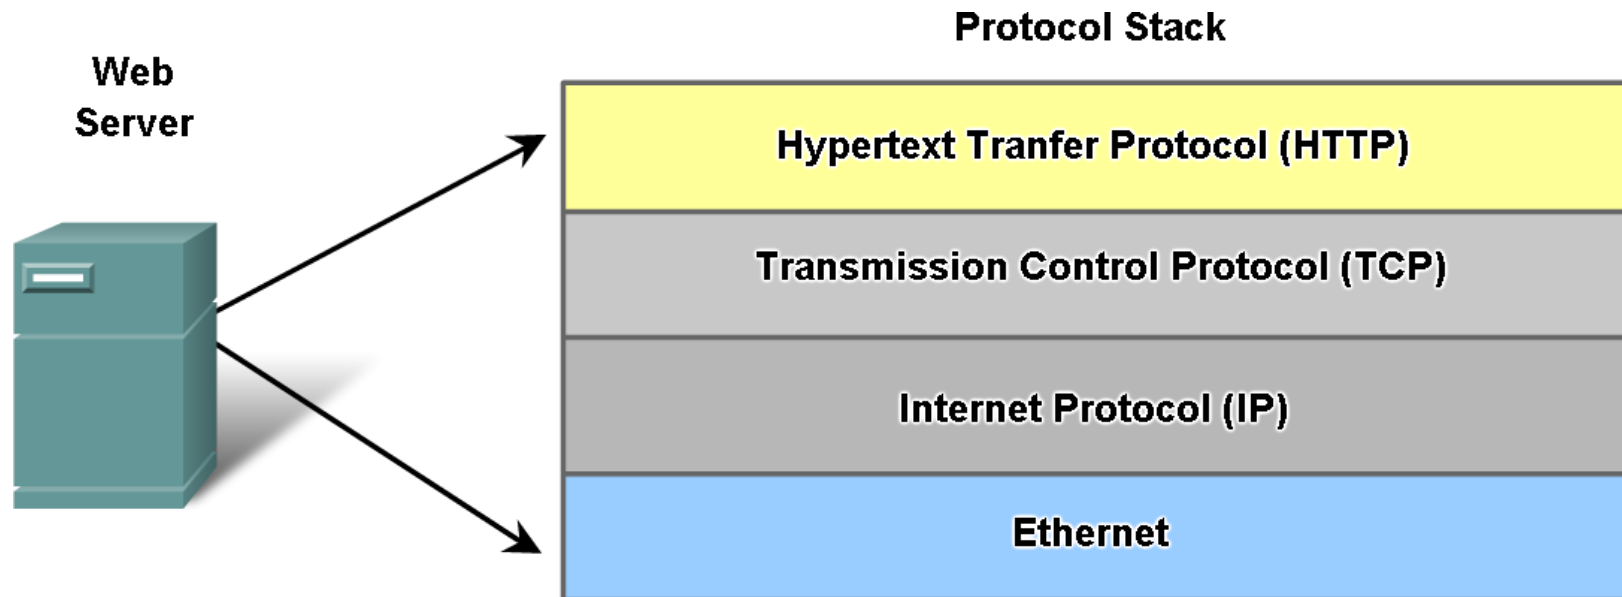 Protocol Stack
Web
Server
Hypertext Tranfer Protocol (HTTP)
Transmission Control Protocol (TCP)
Internet Protocol (IP)
Ethernet